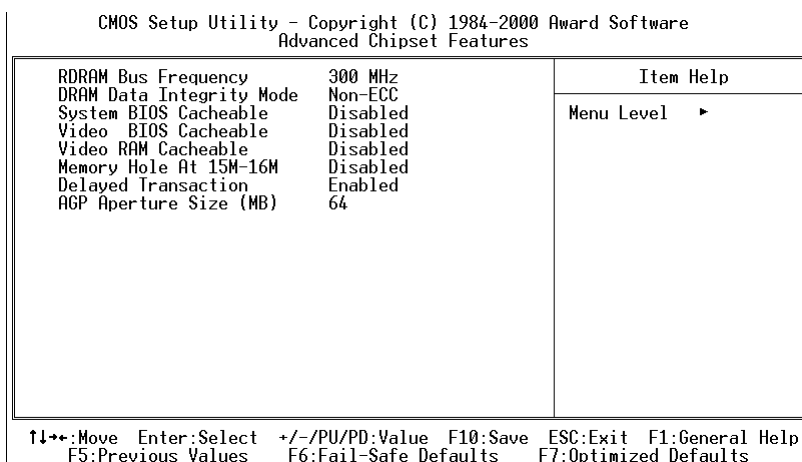 CMOS Setup Utility - Copyright (C) 1984-2000 Award Software
Advanced Chipset Features
RDRAM Bus Frequency 300 MHz
DRAM Data Integrity Mode Non-ECC
System BIOS Cacheable Disabled
Video BIOS Cacheable Disabled
Video RAM Cacheable Disabled
Memory Hole At 15M-16M Disabled
Delayed Transaction Enabled
AGP Aperture Size (MB) 64
Item Help
Menu Level ►
↑↓→←:Move Enter:Select +/-/PU/PD:Value F10:Save ESC:Exit F1:General Help
F5:Previous Values F6:Fail-Safe Defaults F7:Optimized Defaults